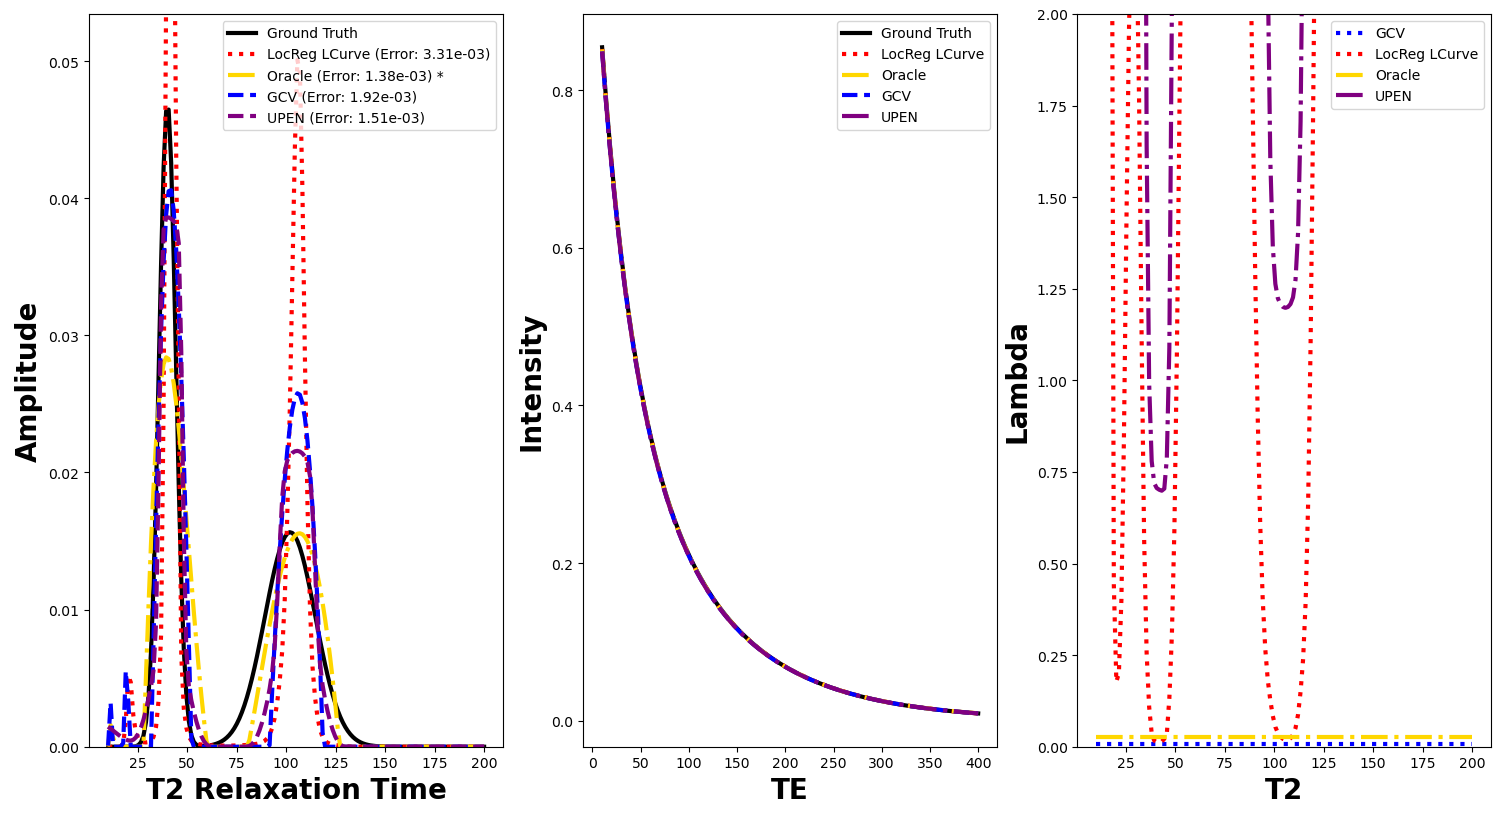 Amplitude
0.05
0.04
0.03
0.02
0.01
0.00
25
50
75
100
125
150
175
200
T2 Relaxation Time
Ground Truth
LocReg LCurve (Error: 3.31e-03)
Oracle (Error: 1.38e-03) *
GCV (Error: 1.92e-03)
UPEN (Error: 1.51e-03)
Intensity
0.8
0.6
0.4
0.2
0.0
0
50
100
150
200
250
300
350
400
TE
Ground Truth
LocReg LCurve
Oracle
GCV
UPEN
Lambda
2.00
1.75
1.50
1.25
1.00
0.75
0.50
0.25
0.00
25
50
75
100
125
150
175
200
T2
GCV
LocReg LCurve
Oracle
UPEN